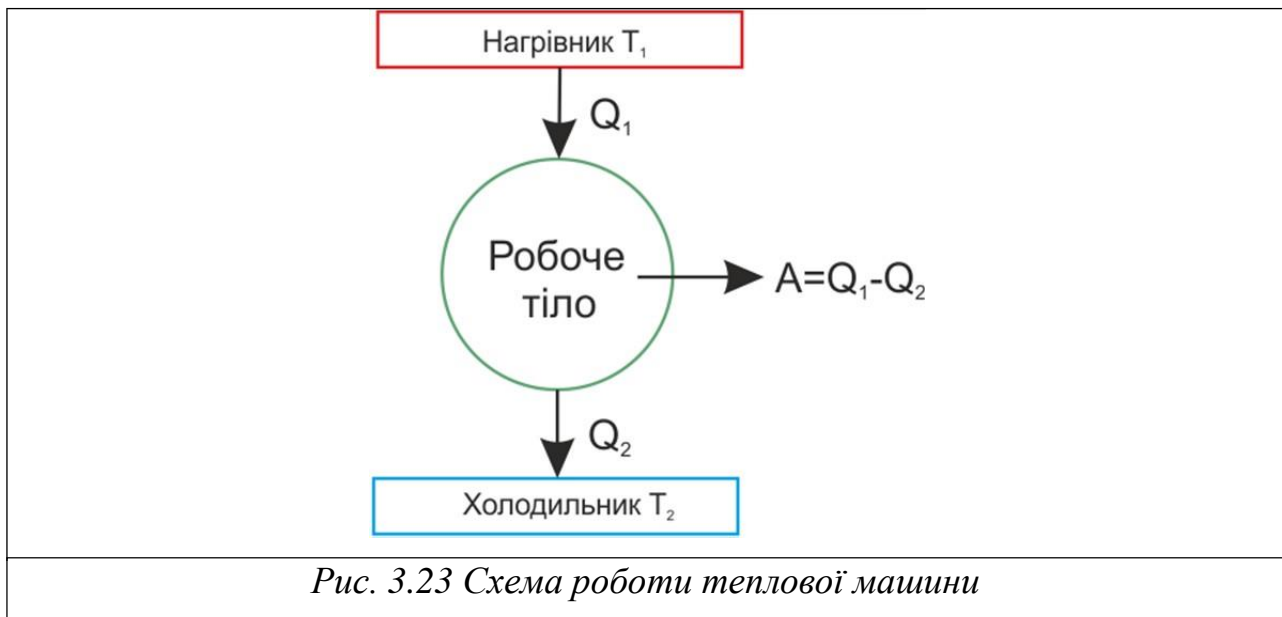 Нагрівник T₁
Q₁
Робоче
тіло
A=Q₁-Q₂
Q₂
Холодильник T₂
Рис. 3.23 Схема роботи теплової машини